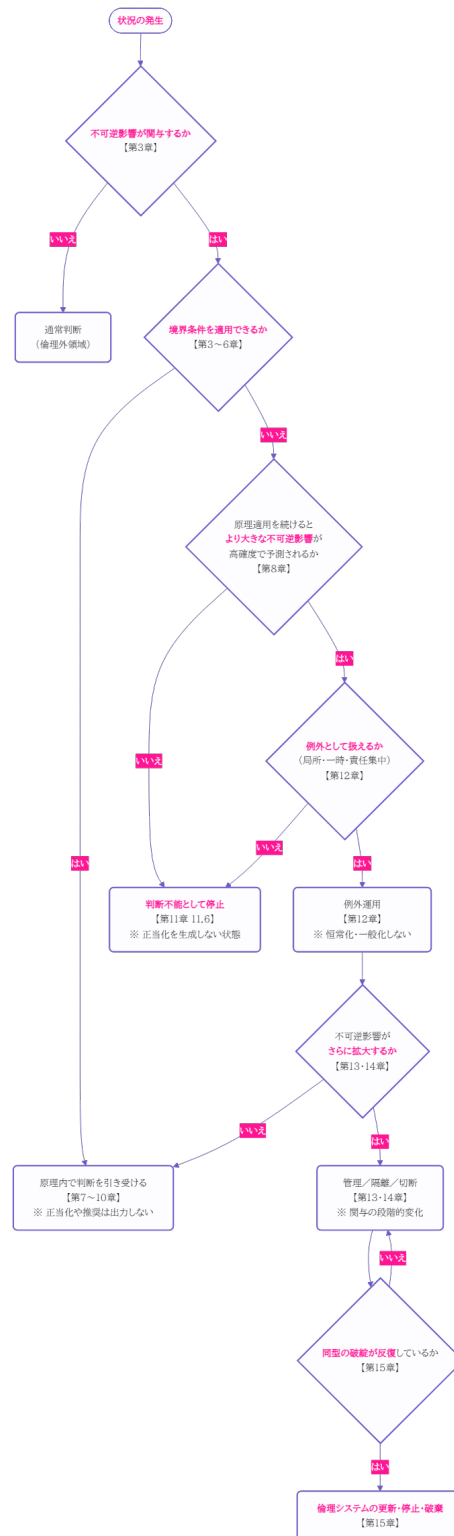 状況の発生
不可逆影響が関与するか
【第3章】
いいえ
はい
通常判断
（倫理外領域）
境界条件を適用できるか
【第3～6章】
いいえ
原理適用を続けると
より大きな不可逆影響が
高確度で予測されるか
【第8章】
はい
例外として扱えるか
（局所・一時・責任集中）
【第12章】
いいえ
いいえ
はい
はい
判断不能として停止
【第11章 11.6】
※ 正当化を生成しない状態
例外運用
【第12章】
※ 恒常化・一般化しない
不可逆影響が
さらに拡大するか
【第13・14章】
いいえ
はい
原理内で判断を引き受ける
【第7～10章】
※ 正当化や推奨は出力しない
管理／隔離／切断
【第13・14章】
※ 関与の段階的変化
いいえ
同型の破綻が反復しているか
【第15章】
はい
倫理システムの更新・停止・破棄
【第15章】